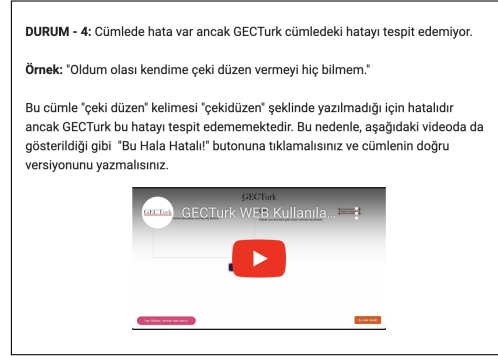 DURUM - 4: Cümlede hata var ancak GECTurk cümledeki hatayı tespit edemiyor.
Örnek: "Oldum olası kendime çeki düzen vermeyi hiç bilmem."
Bu cümle "çeki düzen" kelimesi "çekidüzen" şeklinde yazılmadığı için hatalıdır
ancak GECTurk bu hatayı tespit edememektedir. Bu nedenle, aşağıdaki videoda da
gösterildiği gibi "Bu Hala Hatalı!" butonuna tıklamalısınız ve cümlenin doğru
versiyonunu yazmalısınız.
GECTurk
GECTurk GECTurk WEB Kullanıla...